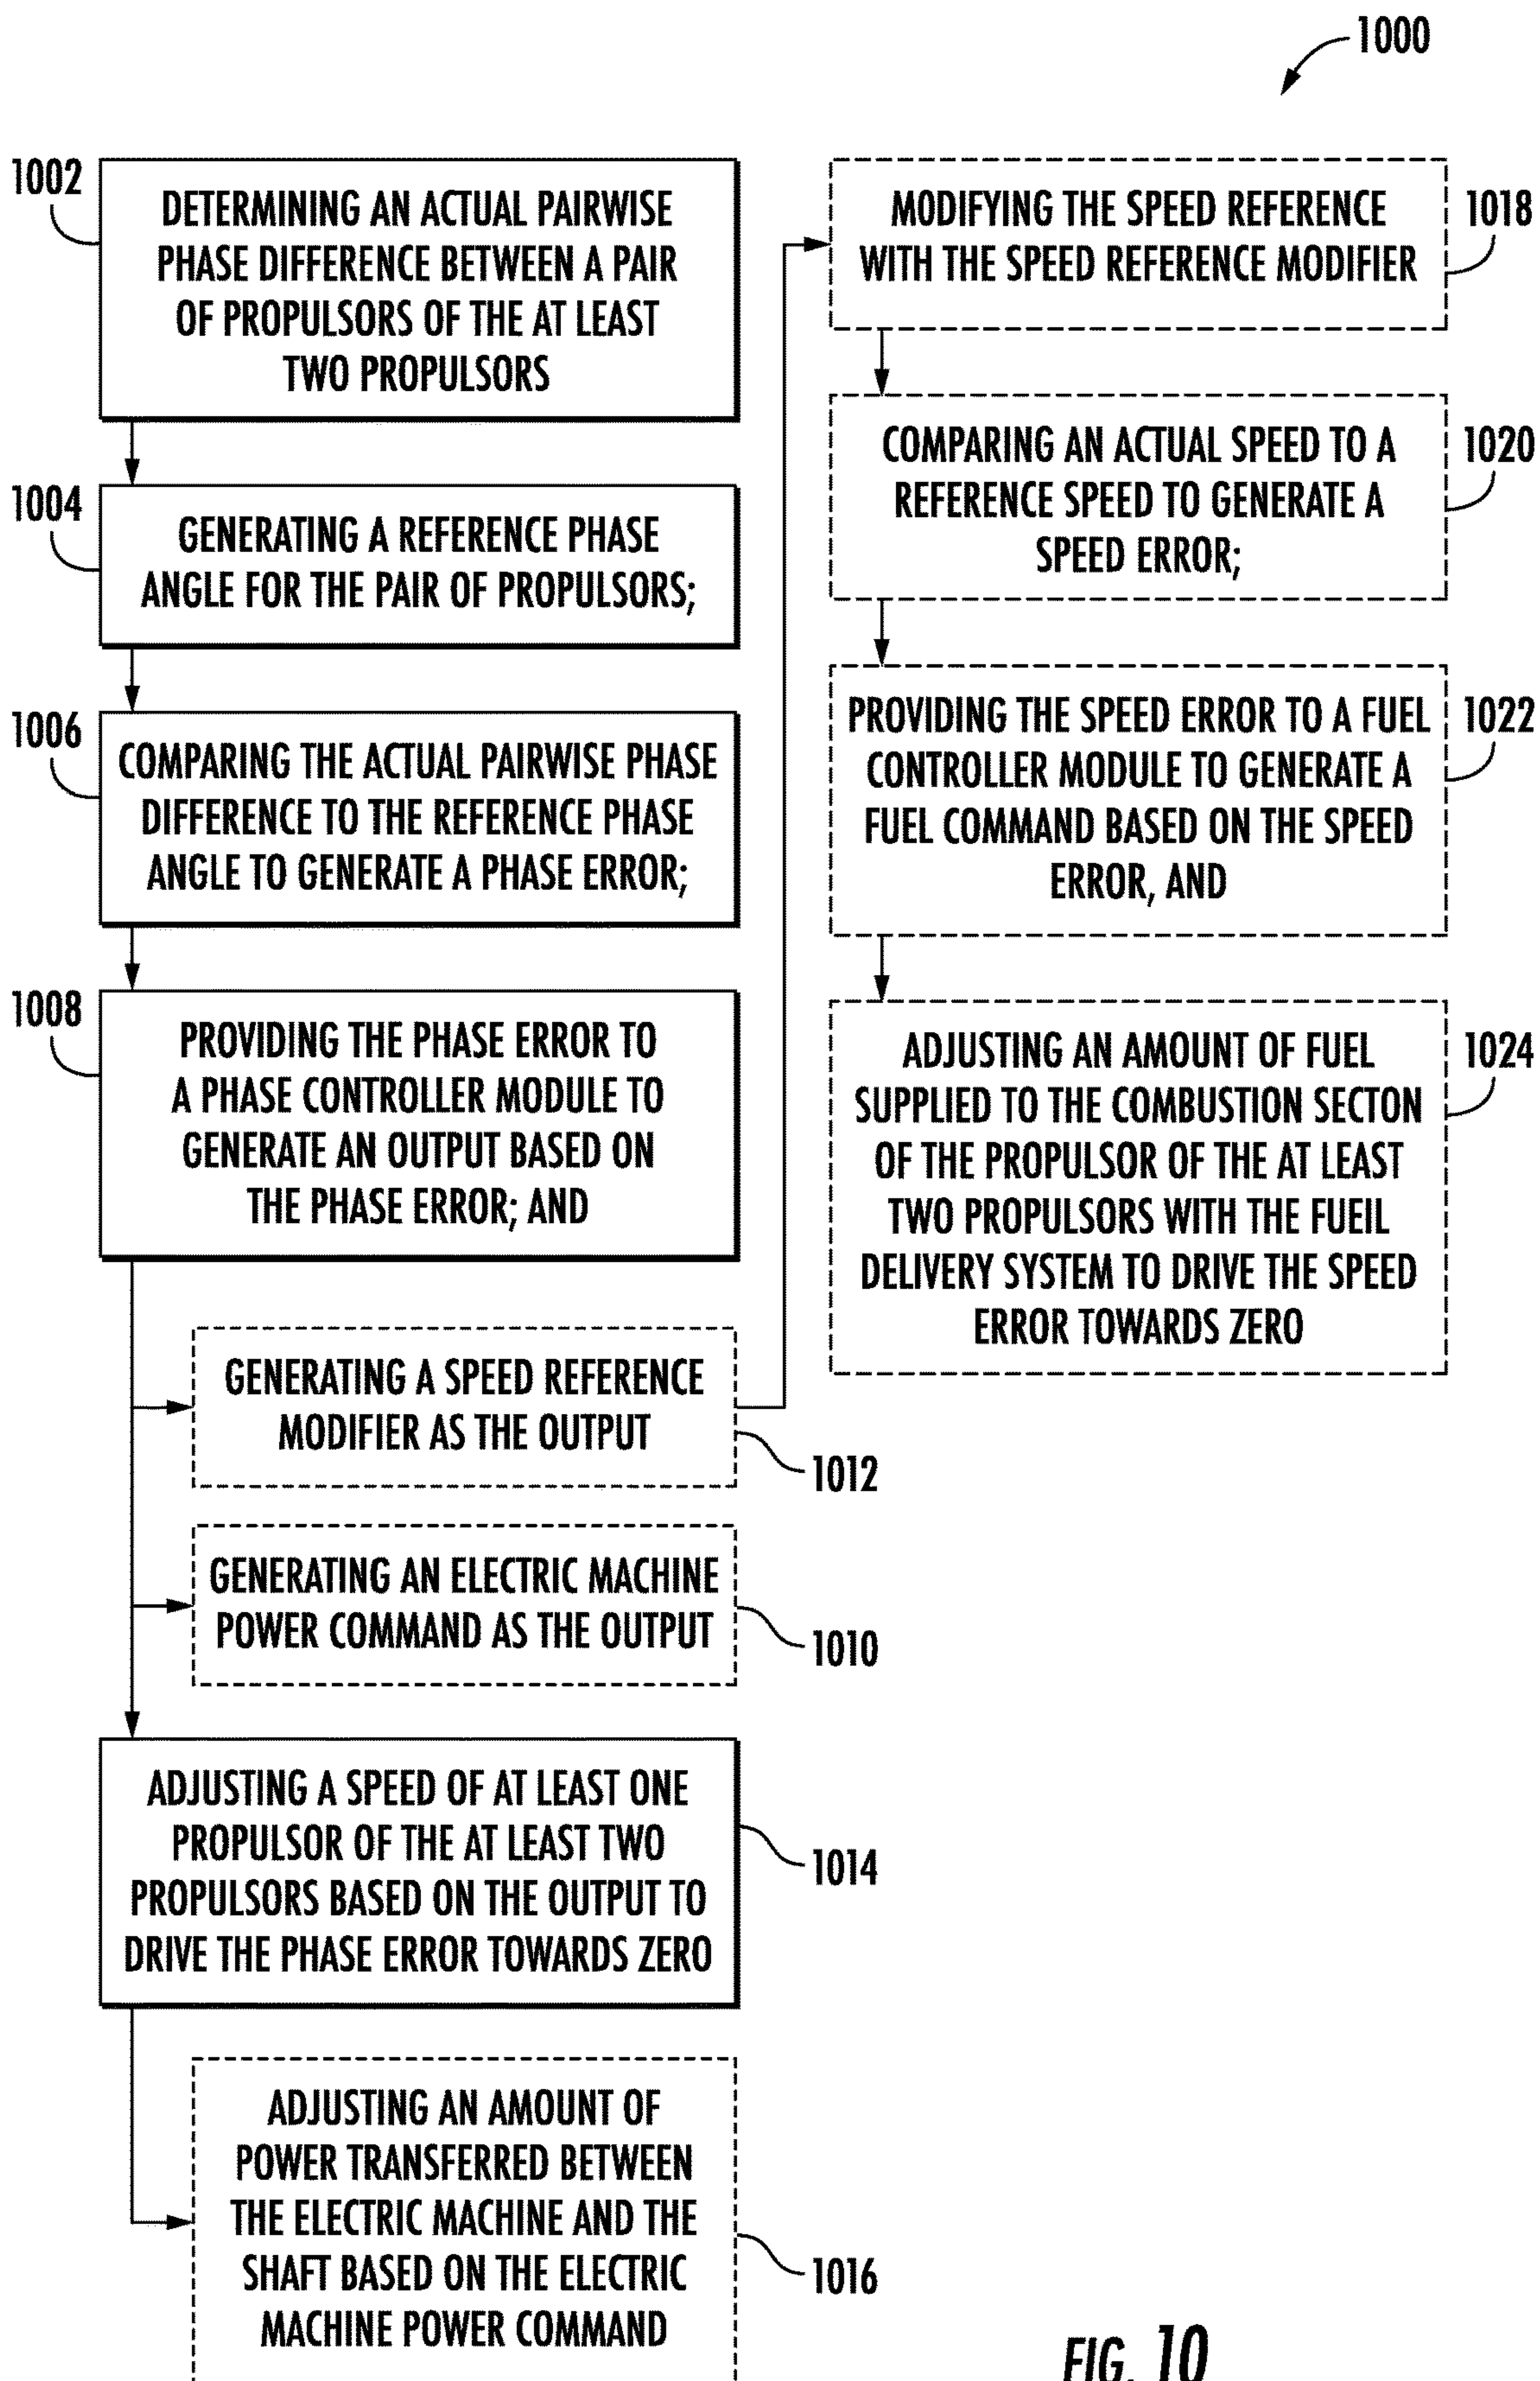 1000
1002
DETERMINING AN ACTUAL PAIRWISE
PHASE DIFFERENCE BETWEEN A PAIR
OF PROPULSORS OF THE AT LEAST
TWO PROPULSORS
1004
GENERATING A REFERENCE PHASE
ANGLE FOR THE PAIR OF PROPULSORS;
1006
COMPARING THE ACTUAL PAIRWISE PHASE
DIFFERENCE TO THE REFERENCE PHASE
ANGLE TO GENERATE A PHASE ERROR;
1008
PROVIDING THE PHASE ERROR TO
A PHASE CONTROLLER MODULE TO
GENERATE AN OUTPUT BASED ON
THE PHASE ERROR; AND
GENERATING A SPEED REFERENCE
MODIFIER AS THE OUTPUT
1012
GENERATING AN ELECTRIC MACHINE
POWER COMMAND AS THE OUTPUT
1010
ADJUSTING A SPEED OF AT LEAST ONE
PROPULSOR OF THE AT LEAST TWO
PROPULSORS BASED ON THE OUTPUT TO
DRIVE THE PHASE ERROR TOWARDS ZERO
1014
ADJUSTING AN AMOUNT OF
POWER TRANSFERRED BETWEEN
THE ELECTRIC MACHINE AND THE
SHAFT BASED ON THE ELECTRIC
MACHINE POWER COMMAND
1016
MODIFYING THE SPEED REFERENCE
WITH THE SPEED REFERENCE MODIFIER
1018
COMPARING AN ACTUAL SPEED TO A
REFERENCE SPEED TO GENERATE A
SPEED ERROR;
1020
PROVIDING THE SPEED ERROR TO A FUEL
CONTROLLER MODULE TO GENERATE A
FUEL COMMAND BASED ON THE SPEED
ERROR, AND
1022
ADJUSTING AN AMOUNT OF FUEL
SUPPLIED TO THE COMBUSTION SECTON
OF THE PROPULSOR OF THE AT LEAST
TWO PROPULSORS WITH THE FUEIL
DELIVERY SYSTEM TO DRIVE THE SPEED
ERROR TOWARDS ZERO
1024
FIG. 10